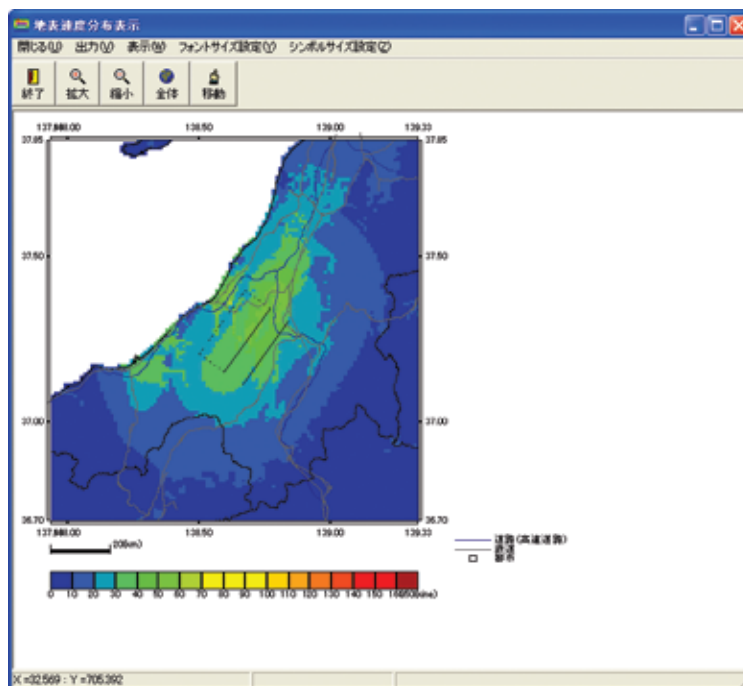 地表速度分布表示
閉じる(U) 出力(V) 表示(W) フォントサイズ設定(Y) シンボルサイズ設定(Z)
終了 拡大 縮小 全体 移動
138.50 139.00 139.33
37.85 37.85
37.50 37.50
37.00 37.00
36.70 36.70
138.50 139.00 139.33
20(km)
道路(高速道路)
鉄道
都市
0 10 20 30 40 50 60 70 80 90 100 110 120 130 140 150
X =32.569 : Y =705.392